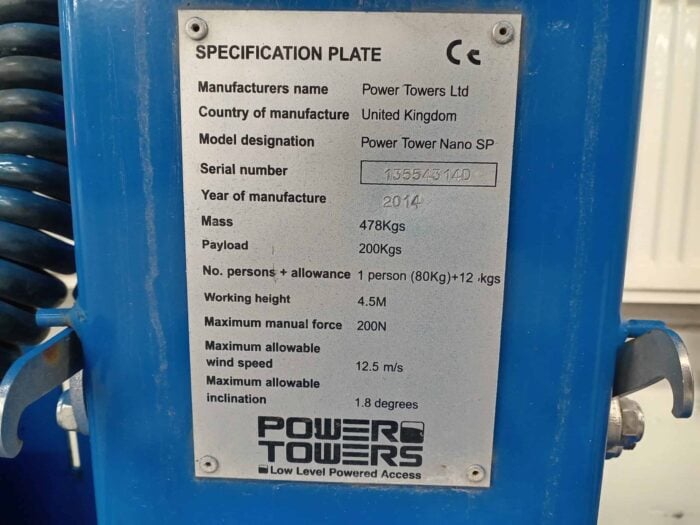 SPECIFICATION PLATE CE
Manufacturers name Power Towers Ltd
Country of manufacture United Kingdom
Model designation Power Tower Nano SP
Serial number 13554314D
Year of manufacture 2014
Mass 478Kgs
Payload 200Kgs
No. persons + allowance 1 person (80Kg)+12 kgs
Working height 4.5M
Maximum manual force 200N
Maximum allowable
wind speed 12.5 m/s
Maximum allowable
inclination 1.8 degrees
POWER
TOWERS
Low Level Powered Access